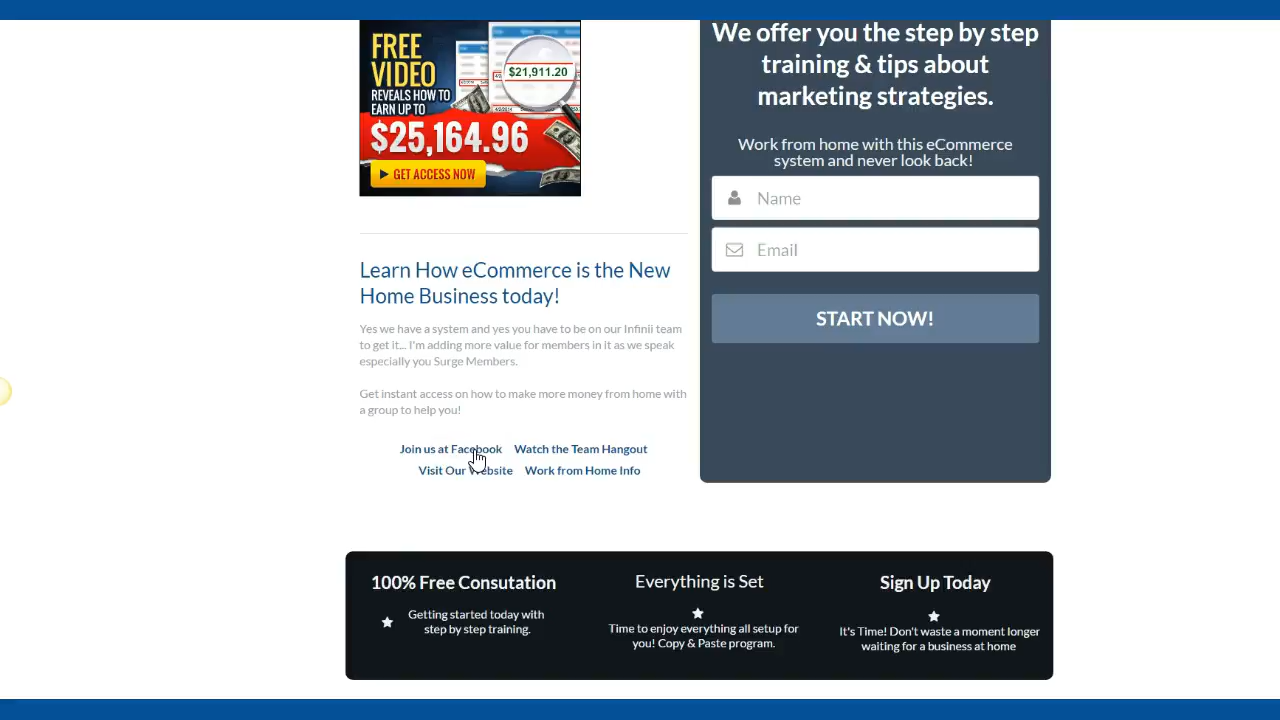 FREE
VIDEO
REVEALS HOW TO
EARN UP TO
$25,164.96
GET ACCESS NOW
$21,911.20
Learn How eCommerce is the New
Home Business today!
Yes we have a system and yes you have to be on our Infinii team
to get it... I'm adding more value for members in it as we speak
especially you Surge Members.
Get instant access on how to make more money from home with
a group to help you!
Join us at Facebook Watch the Team Hangout
Visit Our Website Work from Home Info
We offer you the step by step
training & tips about
marketing strategies.
Work from home with this eCommerce
system and never look back!
Name
Email
START NOW!
100% Free Consutation
Getting started today with
step by step training.
Everything is Set
Time to enjoy everything all setup for
you! Copy & Paste program.
Sign Up Today
It's Time! Don't waste a moment longer
waiting for a business at home